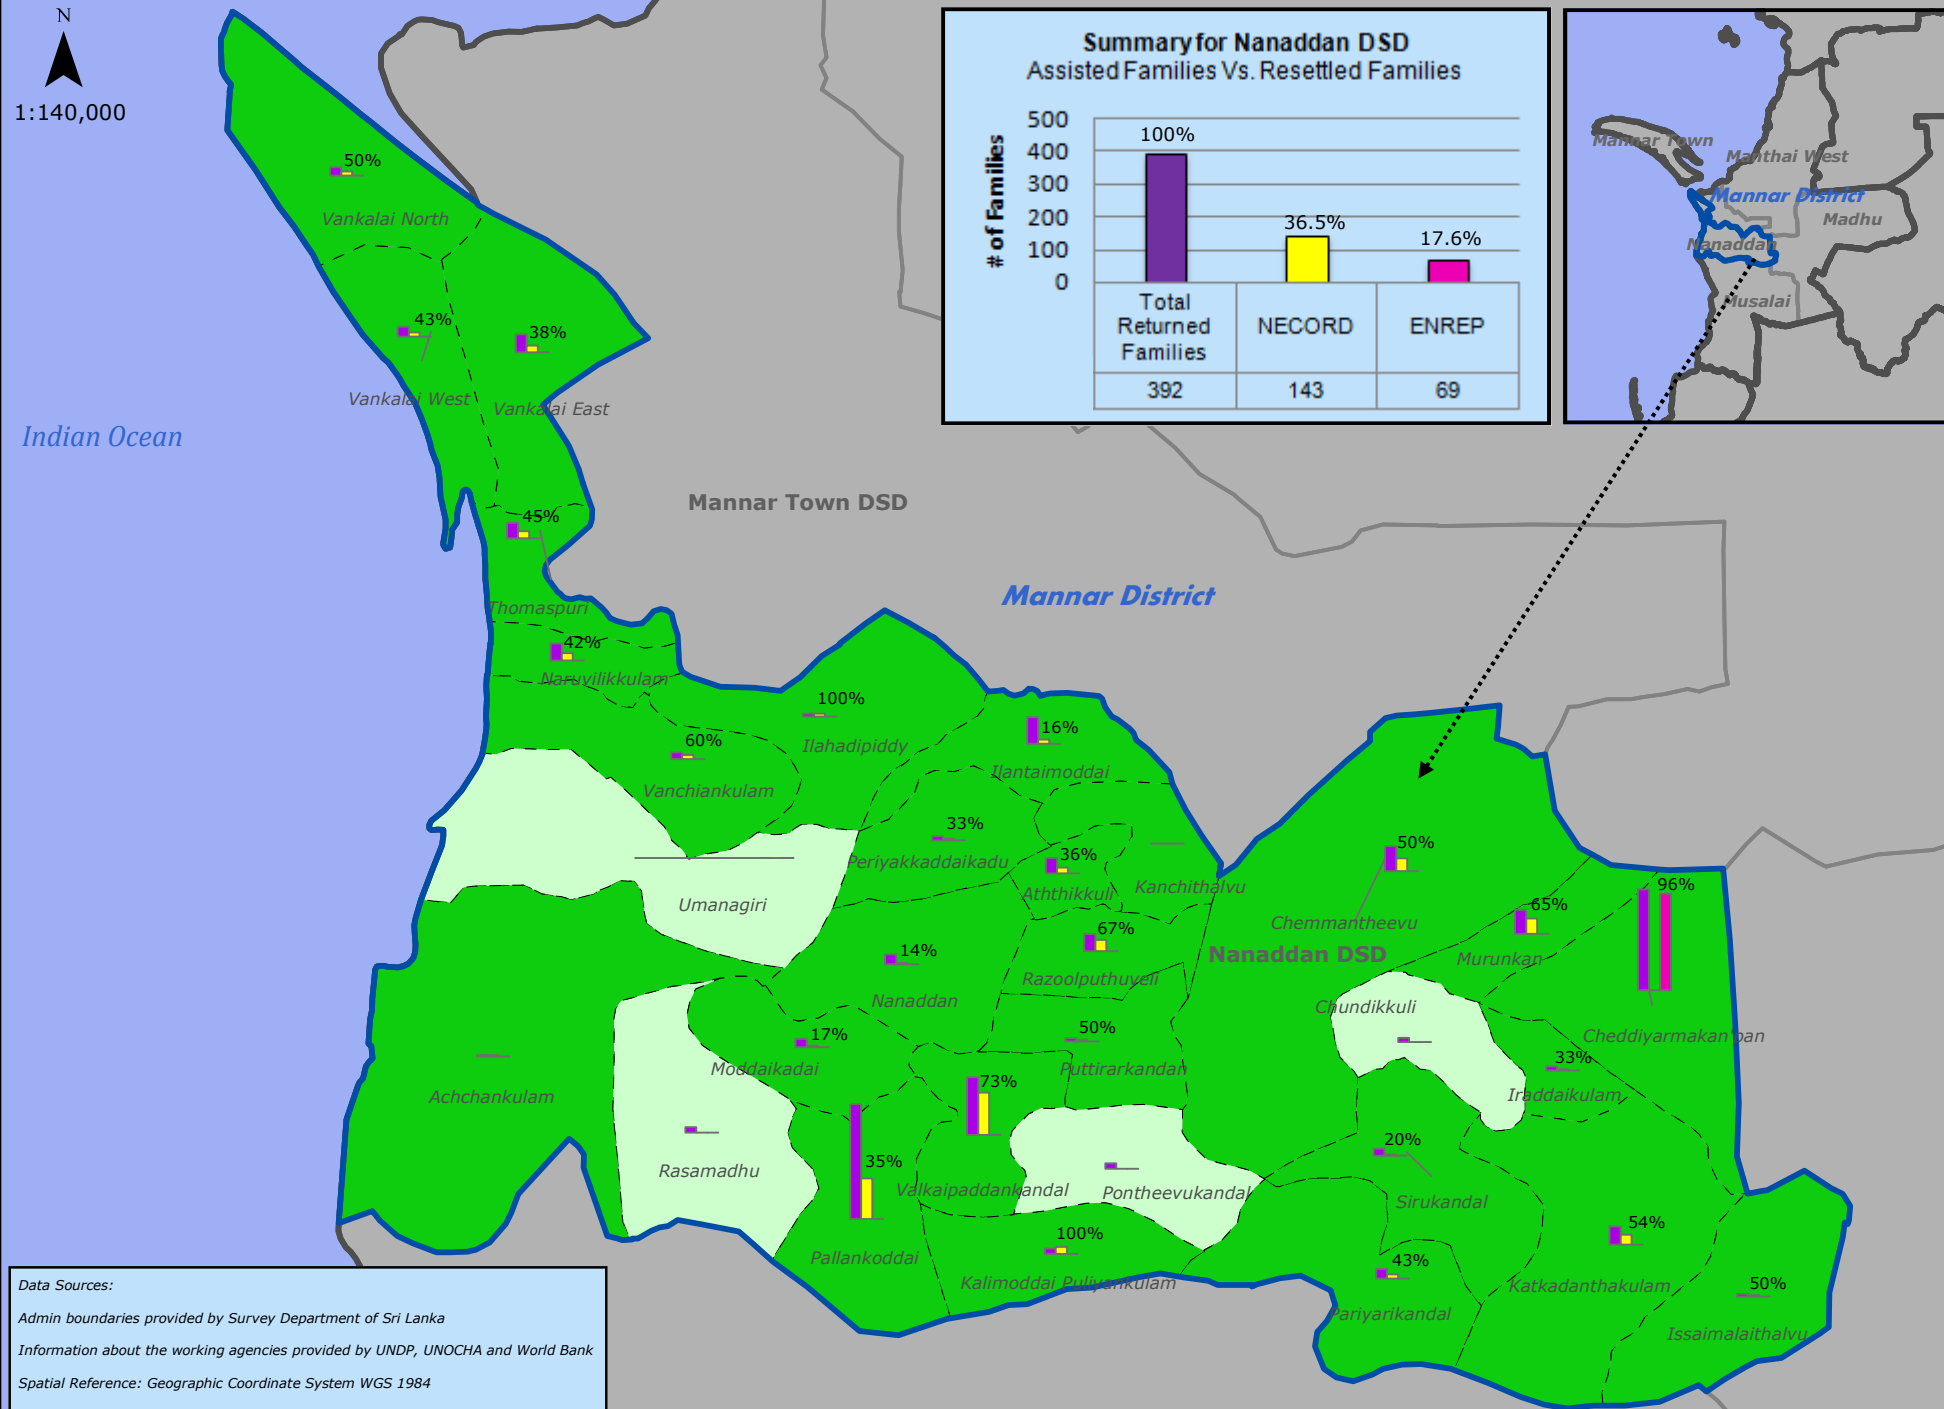 N
1:140,000
Summary for Nanaddan DSD
Assisted Families Vs. Resettled Families
# of Families
500
400
300
200
100
0
100%
36.5%
17.6%
Total
Returned
Families
NECORD
ENREP
392
143
69
Mannar Town
Manthai West
Mannar District
Madhu
Nanaddan
Musalai
50%
Vankalai North
43%
38%
Vankalai West
Vankalai East
Indian Ocean
Mannar Town DSD
45%
Mannar District
Thomaspuri
42%
Naruvilikkulam
100%
Ilahadipiddy
60%
Vanchiankulam
16%
Ilantaimoddai
33%
Periyakkaddaikadu
36%
Aththikkuli
Kanchithalvu
50%
Chemmantheevu
96%
65%
Murunkan
Umanagiri
67%
Razoolputhuveli
Nanaddan DSD
14%
Nanaddan
Chundikkuli
Cheddiyarmakan
17%
Moddaikadai
50%
Puttirarkandan
33%
Iraddaikulam
Achchankulam
73%
Valkaipaddankandal
Rasamadhu
35%
Pallankoddai
Pontheevukandal
20%
Sirukandal
100%
Kalimoddai Puliyankulam
43%
Pariyarikandal
54%
Katkadanthakulam
50%
Issaimalaithalvu
Data Sources:
Admin boundaries provided by Survey Department of Sri Lanka
Information about the working agencies provided by UNDP, UNOCHA and World Bank
Spatial Reference: Geographic Coordinate System WGS 1984